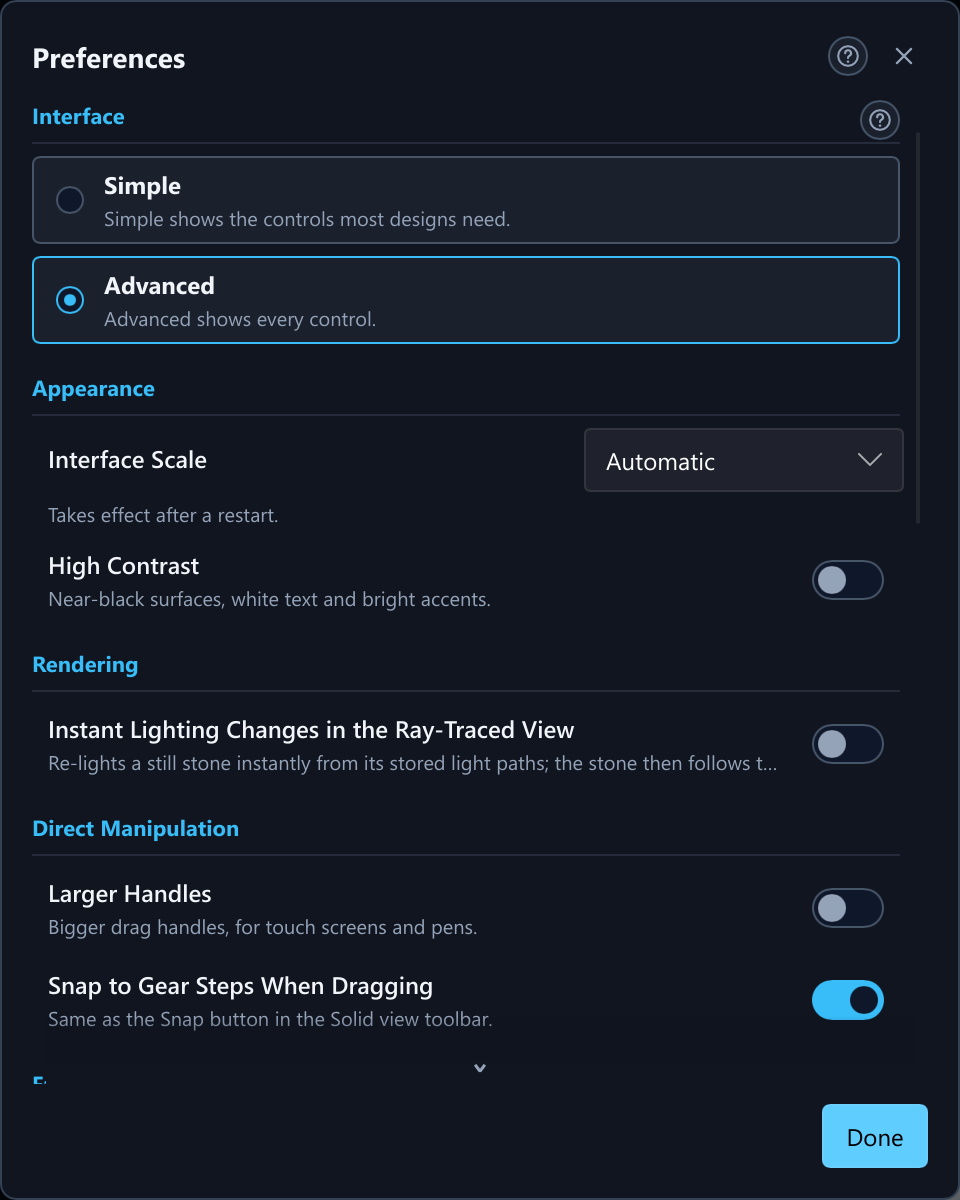 Preferences
Interface
Simple
Simple shows the controls most designs need.
Advanced
Advanced shows every control.
Appearance
Interface Scale
Automatic
Takes effect after a restart.
High Contrast
Near-black surfaces, white text and bright accents.
Rendering
Instant Lighting Changes in the Ray-Traced View
Re-lights a still stone instantly from its stored light paths; the stone then follows t...
Direct Manipulation
Larger Handles
Bigger drag handles, for touch screens and pens.
Snap to Gear Steps When Dragging
Same as the Snap button in the Solid view toolbar.
Done